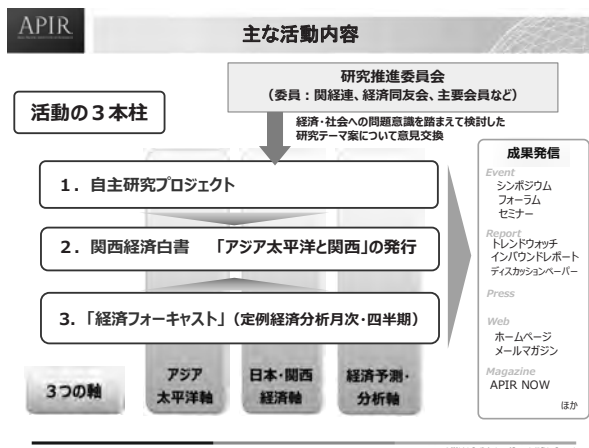 APIR
主な活動内容
研究推進委員会
（委員：関経連、経済同友会、主要会員など）
活動の３本柱
経済・社会への問題意識を踏まえて検討した
研究テーマ案について意見交換
1．自主研究プロジェクト
2．関西経済白書　「アジア太平洋と関西」の発行
3．「経済フォーキャスト」（定例経済分析月次・四半期）
3つの軸
アジア
太平洋軸
日本・関西
経済軸
経済予測・
分析軸
成果発信
Event
シンポジウム
フォーラム
セミナー
Report
トレンドウォッチ
インバウンドレポート
ディスカッションペーパー
Press
Web
ホームページ
メールマガジン
Magazine
APIR NOW
ほか